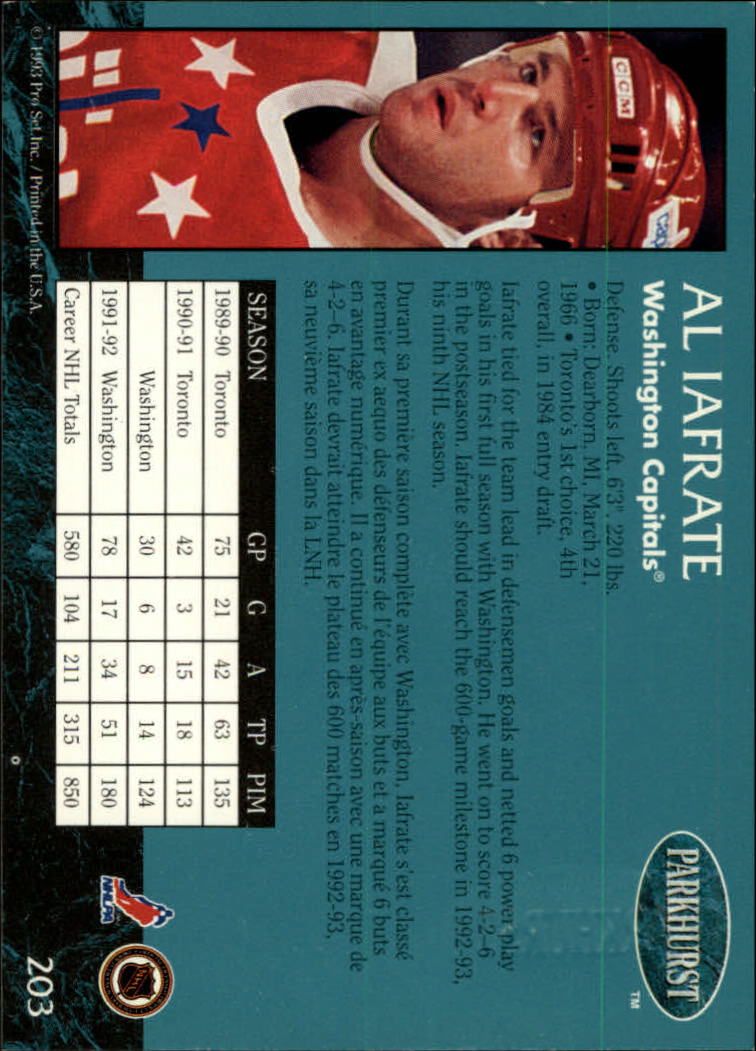 CCM
PARKHURST
TM
AL IAFRATE
Washington Capitals®
Defense. Shoots left. 6'3" 220 lbs.
• Born: Dearborn, MI, March 21,
1966 • Toronto's 1st choice, 4th
overall, in 1984 entry draft.
Iafrate tied for the team lead in defensemen goals and netted 6 power play
goals in his first full season with Washington. He went on to score 4-2–6
in the postseason. Iafrate should reach the 600-game milestone in 1992-93,
his ninth NHL season.
Durant sa première saison complète avec Washington, Iafrate s'est classé
premier ex aequo des défenseurs de l'équipe aux buts et a marqué 6 buts
en avantage numérique. Il a continué en après-saison avec une marque de
4-2–6. Iafrate devrait atteindre le plateau des 600 matches en 1992-93,
sa neuvième saison dans la LNH.
SEASON GP G A TP PIM
1989-90 Toronto 75 21 42 63 135
1990-91 Toronto 42 3 15 18 113
Washington 30 6 8 14 124
1991-92 Washington 78 17 34 51 180
Career NHL Totals 580 104 211 315 850
NHLPA
NHL
203
© 1993 Pro Set Inc. / Printed in the U.S.A.